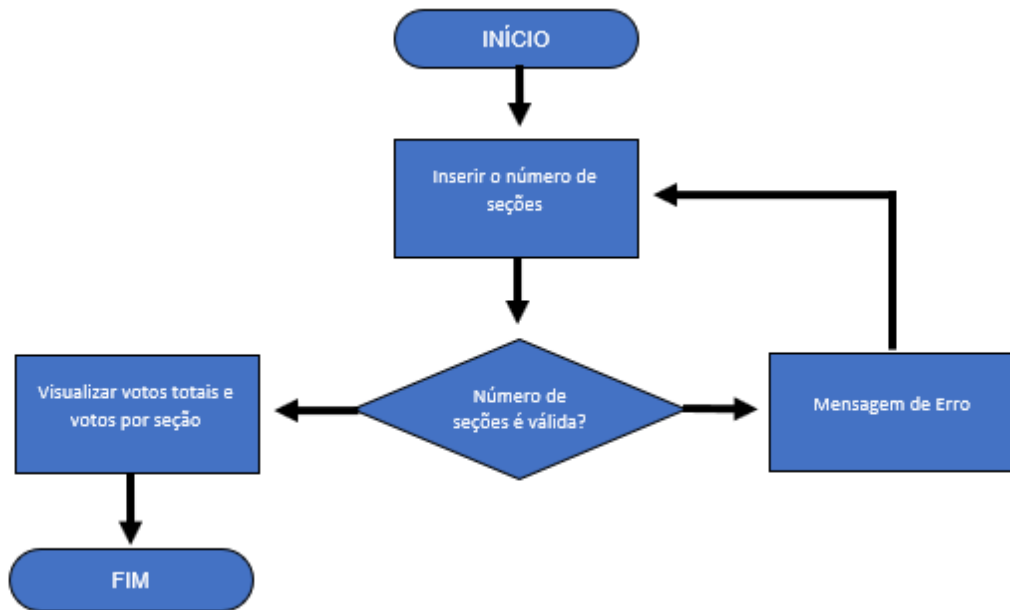 INÍCIO
Inserir o número de
seções
Visualizar votos totais e
votos por seção
Número de
seções é válida?
Mensagem de Erro
FIM